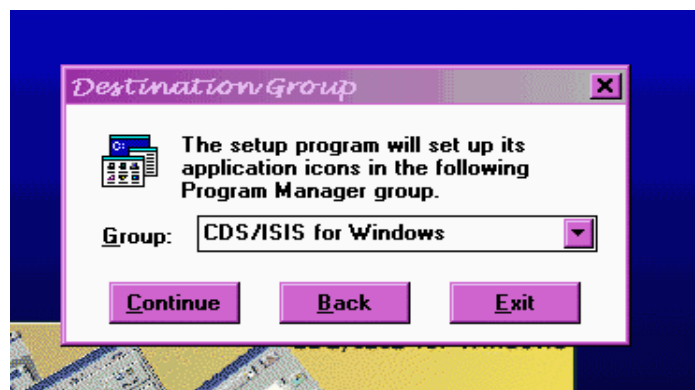 Destination Group
The setup program will set up its
application icons in the following
Program Manager group.
Group: CDS/ISIS for Windows
Continue Back Exit